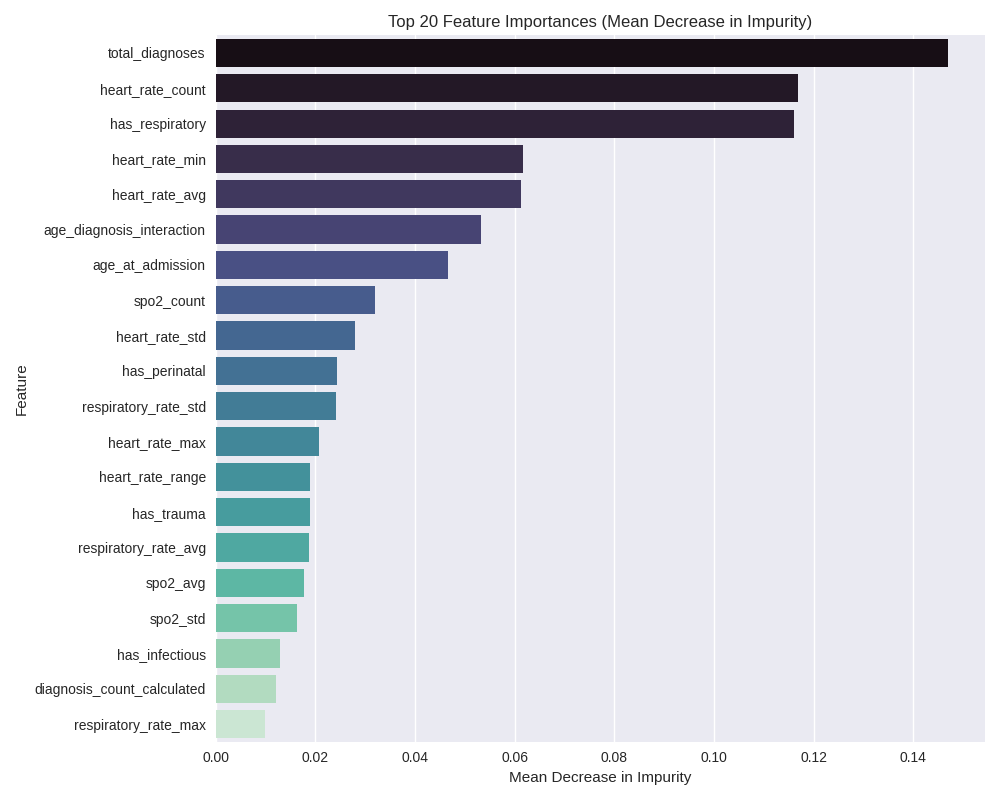 Top 20 Feature Importances (Mean Decrease in Impurity)
total_diagnoses
heart_rate_count
has_respiratory
heart_rate_min
heart_rate_avg
age_diagnosis_interaction
age_at_admission
spo2_count
heart_rate_std
has_perinatal
respiratory_rate_std
heart_rate_max
heart_rate_range
has_trauma
respiratory_rate_avg
spo2_avg
spo2_std
has_infectious
diagnosis_count_calculated
respiratory_rate_max
Feature
0.00 0.02 0.04 0.06 0.08 0.10 0.12 0.14
Mean Decrease in Impurity